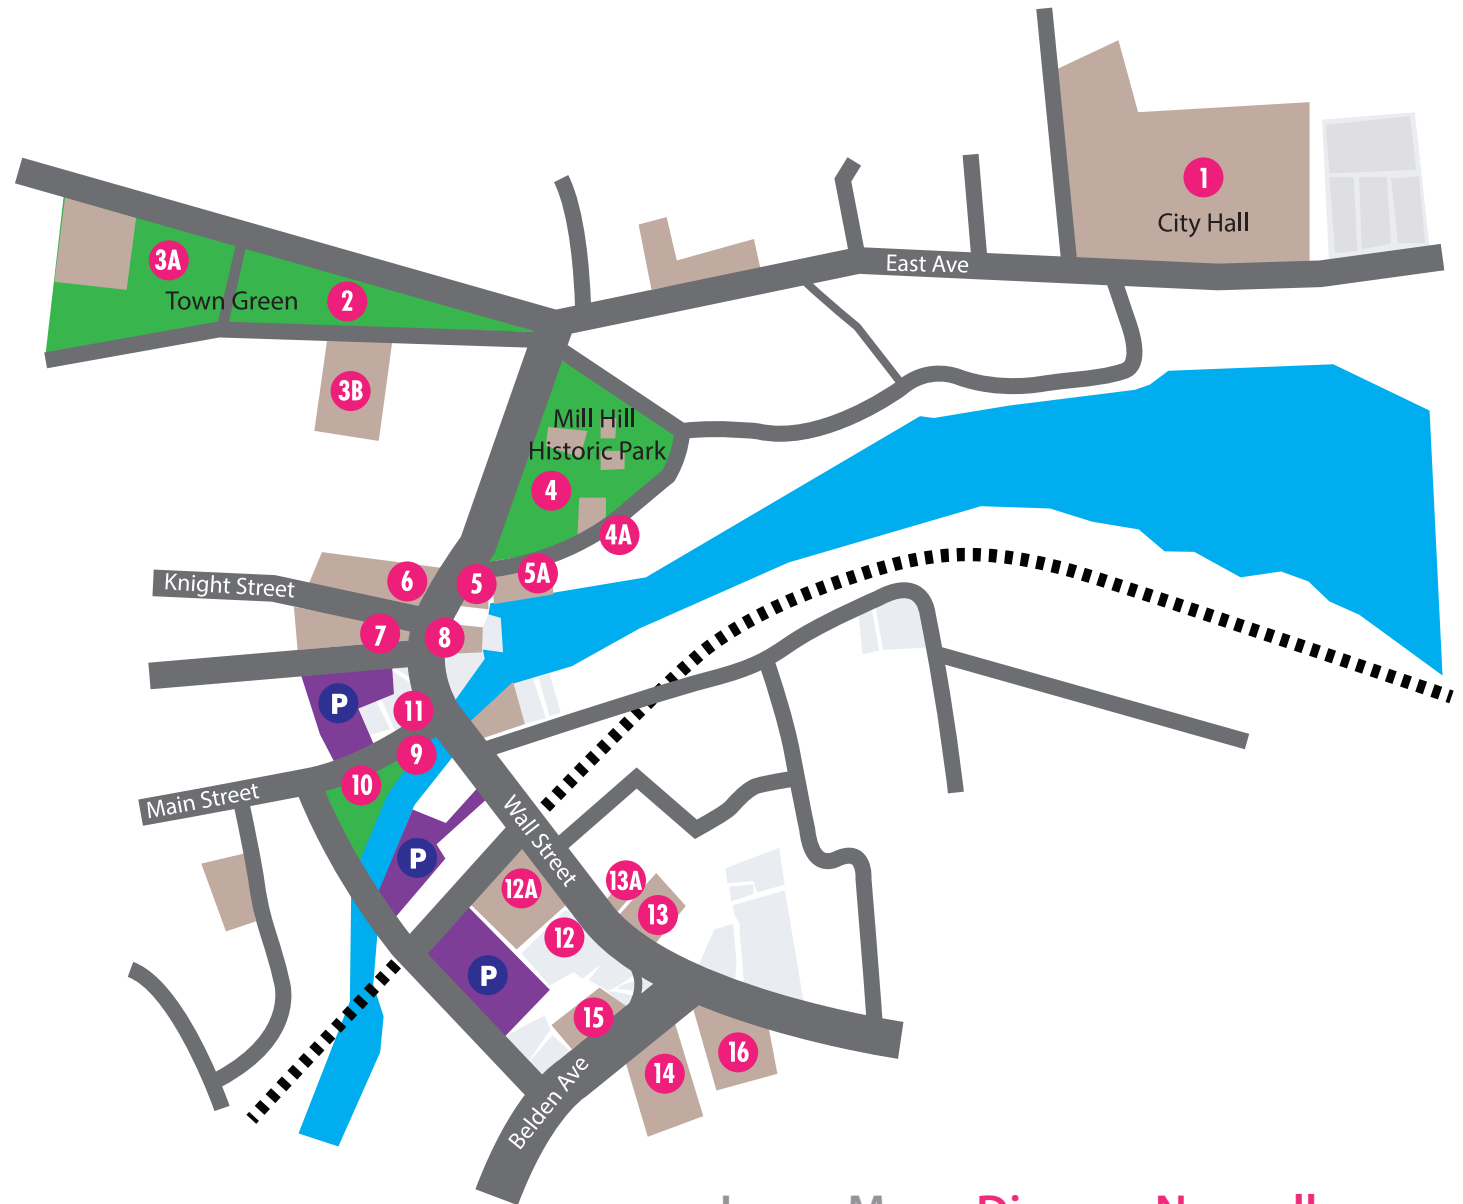 1
City Hall
East Ave
3A
Town Green
2
3B
Mill Hill
Historic Park
4
4A
5A
5
6
Knight Street
7
8
P
11
9
10
Main Street
Wall Street
P
12A
13A
13
12
P
15
16
14
Belden Ave